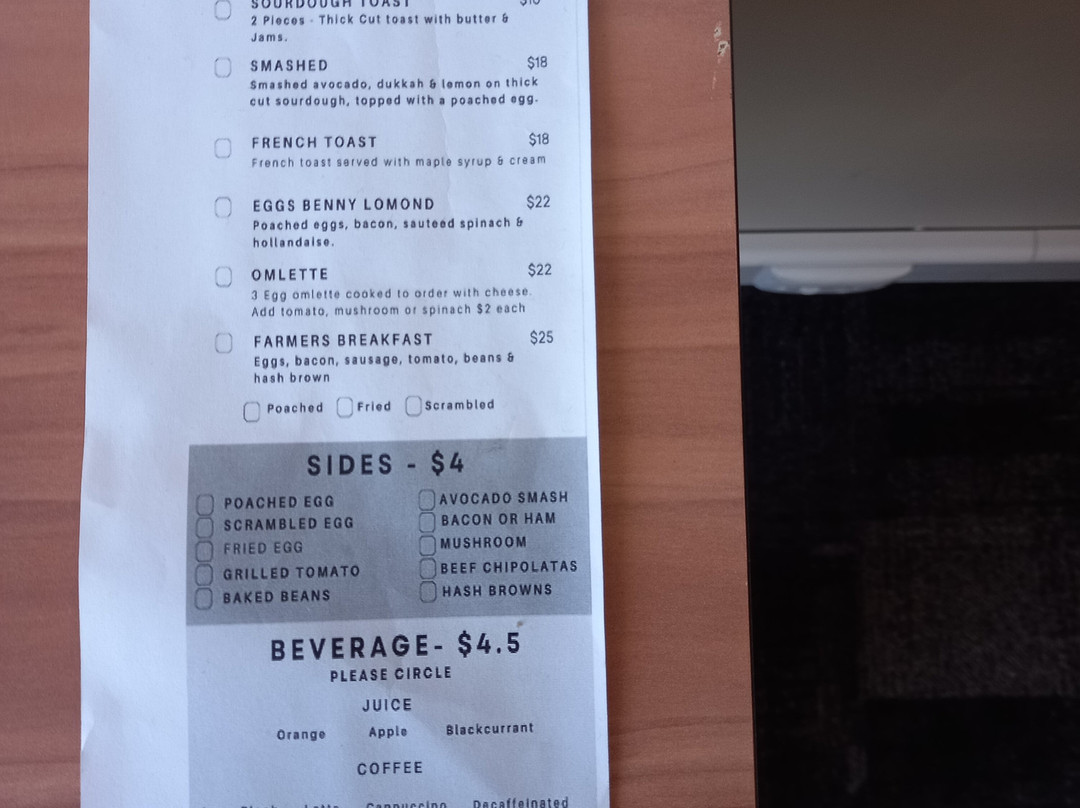 SOURDOUGH TOAST $10
2 Pieces - Thick Cut toast with butter &
Jams.
SMASHED $18
Smashed avocado, dukkah & lemon on thick
cut sourdough, topped with a poached egg.
FRENCH TOAST $18
French toast served with maple syrup & cream
EGGS BENNY LOMOND $22
Poached eggs, bacon, sauteed spinach &
hollandaise.
OMLETTE $22
3 Egg omlette cooked to order with cheese.
Add tomato, mushroom or spinach $2 each
FARMERS BREAKFAST $25
Eggs, bacon, sausage, tomato, beans &
hash brown
Poached Fried Scrambled
SIDES - $4
POACHED EGG AVOCADO SMASH
SCRAMBLED EGG BACON OR HAM
FRIED EGG MUSHROOM
GRILLED TOMATO BEEF CHIPOLATAS
BAKED BEANS HASH BROWNS
BEVERAGE- $4.5
PLEASE CIRCLE
JUICE
Orange Apple Blackcurrant
COFFEE
Cappuccino Decaffeinated